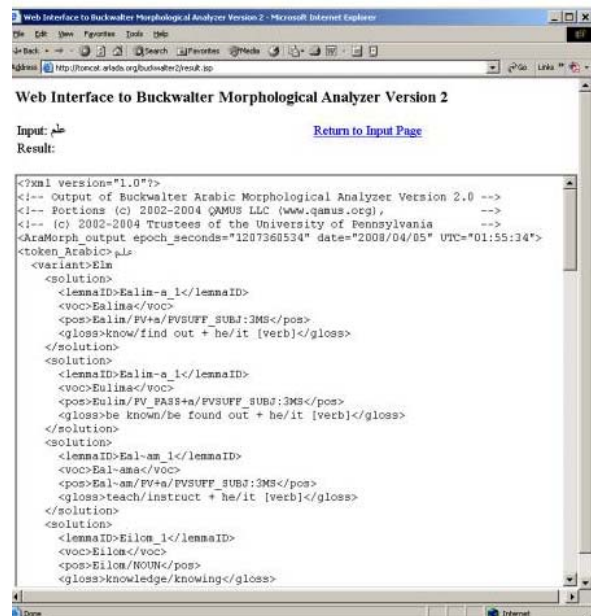 Web Interface to Buckwalter Morphological Analyzer Version 2 - Microsoft Internet Explorer
File Edit View Favorites Tools Help
Back Search Favorites Media
Address http://tomcat.arlada.org/buckwalter2/result.jsp Go Links
Web Interface to Buckwalter Morphological Analyzer Version 2
Input: علم Return to Input Page
Result:
<?xml version="1.0"?>
<!-- Output of Buckwalter Arabic Morphological Analyzer Version 2.0 -->
<!-- Portions (c) 2002-2004 QAMUS LLC (www.qamus.org), -->
<!-- (c) 2002-2004 Trustees of the University of Pennsylvania -->
<AraMorph_output epoch_seconds="1207360534" date="2008/04/05" UTC="01:55:34">
<token_Arabic>علم
<variant>Elm
<solution>
<lemmaID>Ealim-a_1</lemmaID>
<voc>Ealima</voc>
<pos>Ealim/PV+a/PVSUFF_SUBJ:3MS</pos>
<gloss>know/find out + he/it [verb]</gloss>
</solution>
<solution>
<lemmaID>Ealim-a_1</lemmaID>
<voc>Eulima</voc>
<pos>Eulim/PV_PASS+a/PVSUFF_SUBJ:3MS</pos>
<gloss>be known/be found out + he/it [verb]</gloss>
</solution>
<solution>
<lemmaID>Eal~am_1</lemmaID>
<voc>Eal~ama</voc>
<pos>Eal~am/PV+a/PVSUFF_SUBJ:3MS</pos>
<gloss>teach/instruct + he/it [verb]</gloss>
</solution>
<solution>
<lemmaID>Eilom_1</lemmaID>
<voc>Eilom</voc>
<pos>Eilom/NOUN</pos>
<gloss>knowledge/knowing</gloss>
Done Internet